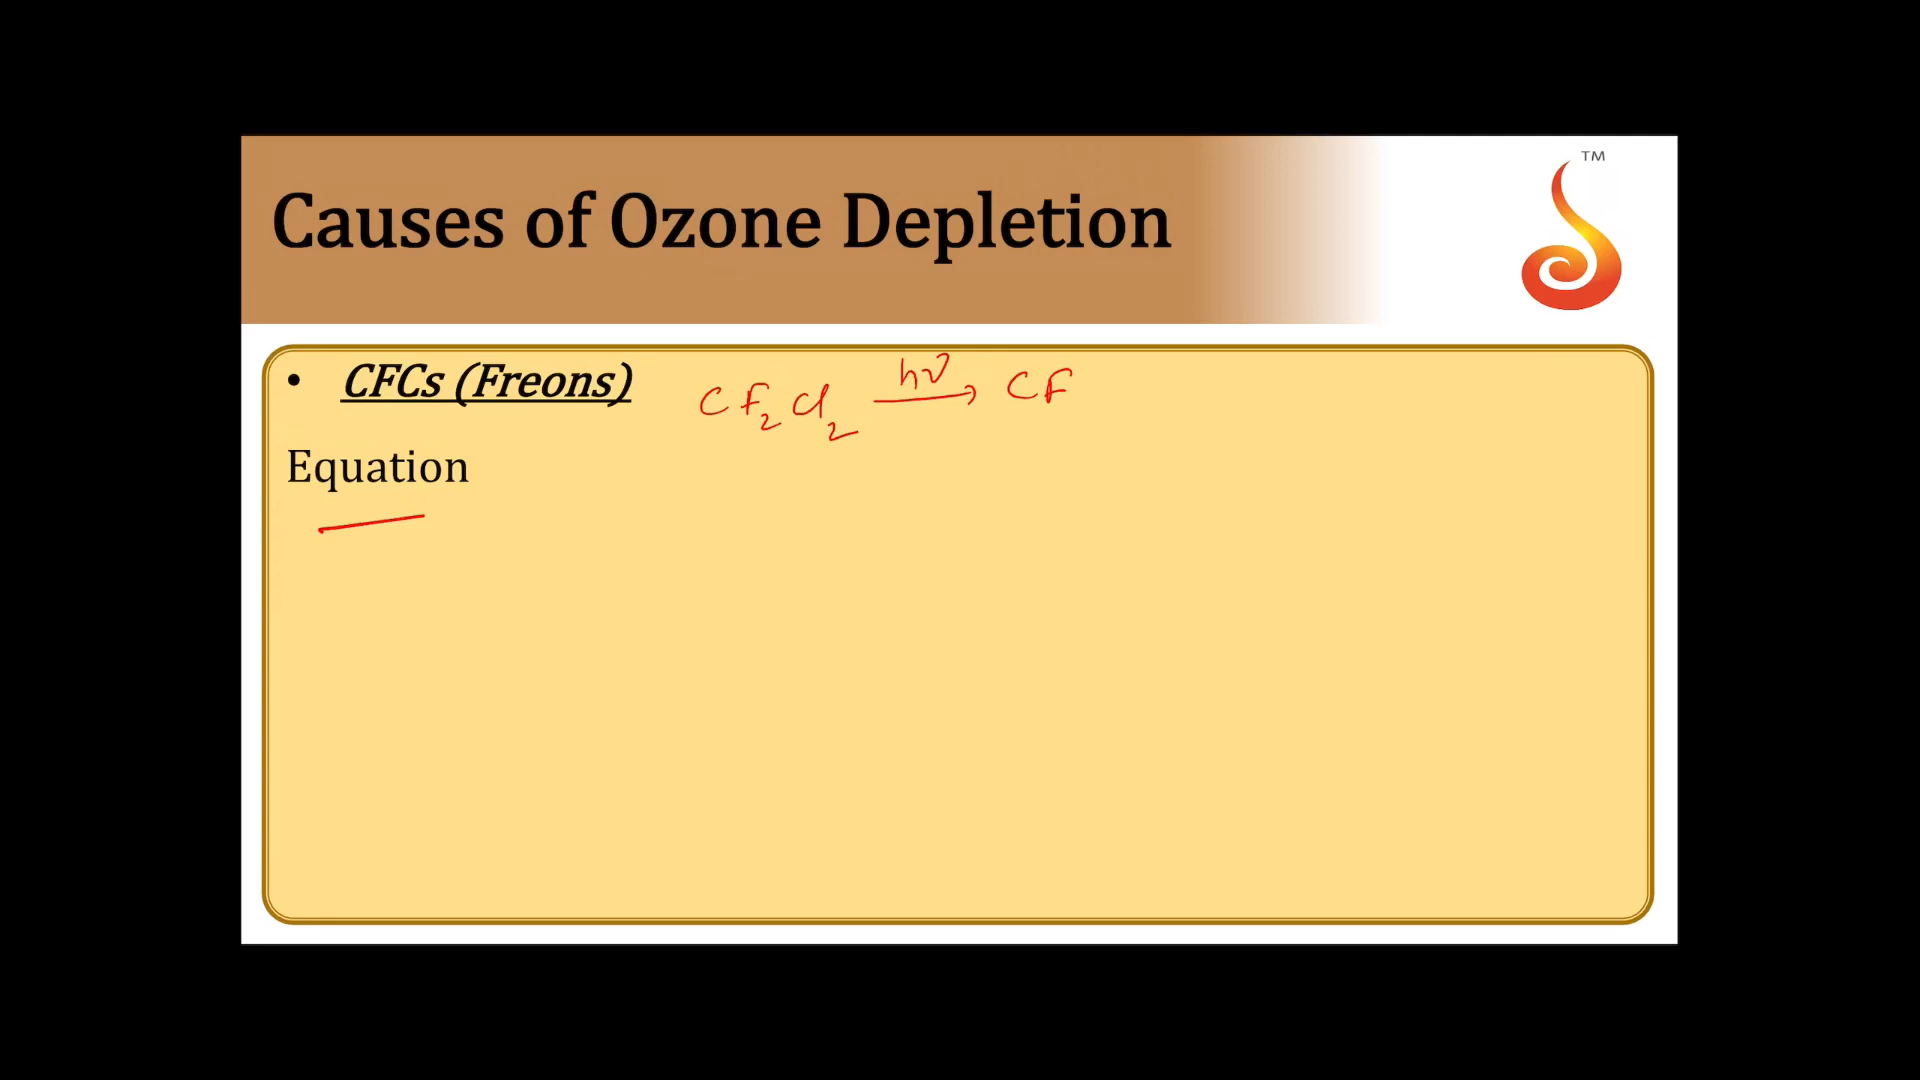 TM
Causes of Ozone Depletion
• CFCs (Freons) CF₂Cl₂ →hν CF
Equation